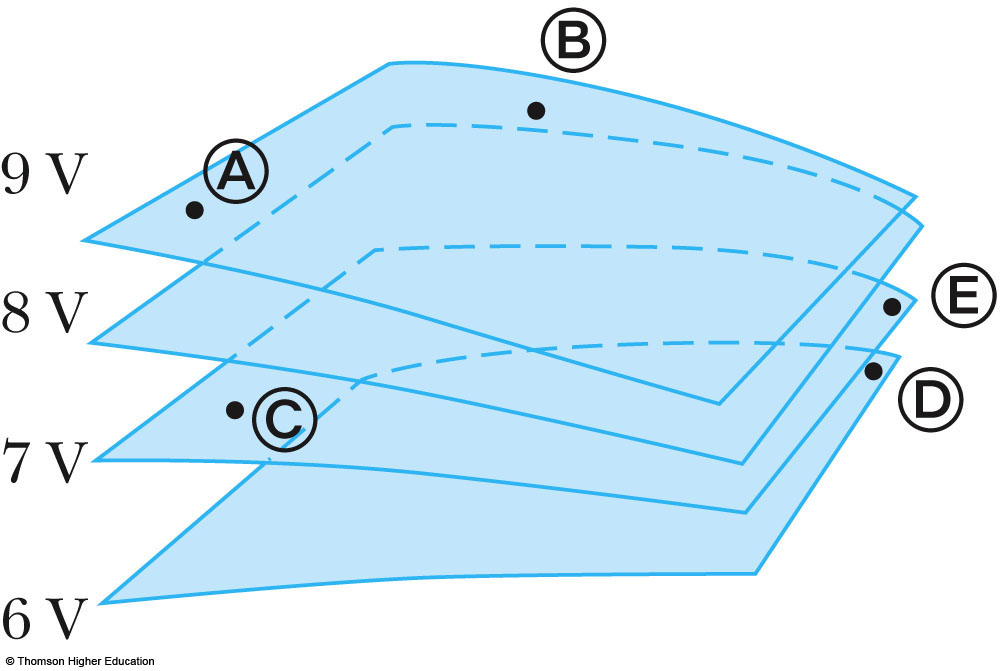 B
9 V
A
8 V
E
C
D
7 V
6 V
© Thomson Higher Education